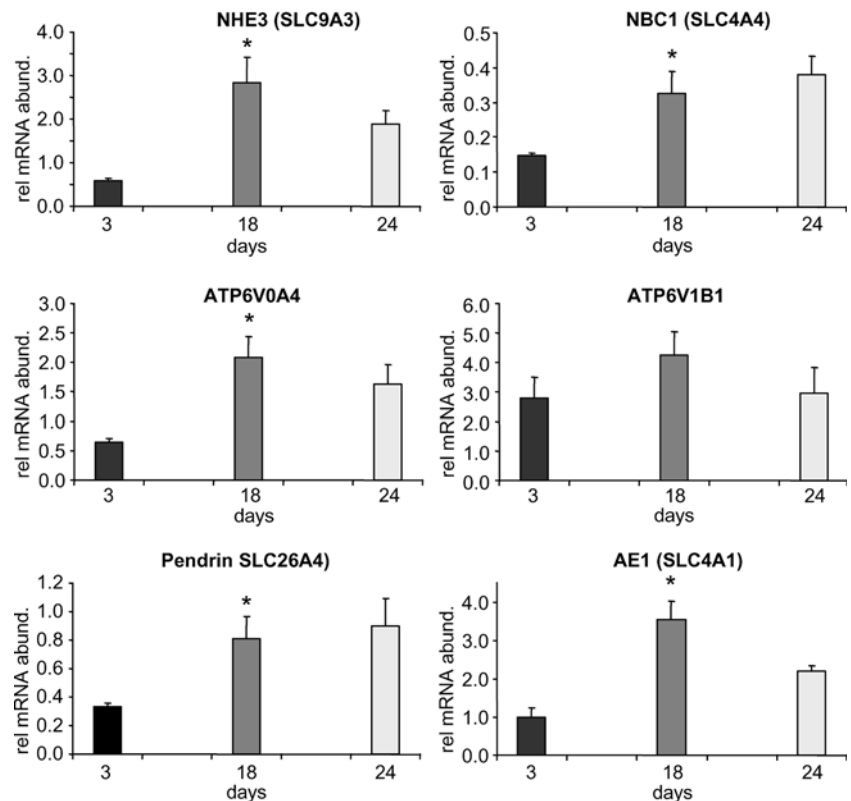 NHE3 (SLC9A3)
*
rel mRNA abund.
4.0
3.0
2.0
1.0
0.0
3 18 24
days
NBC1 (SLC4A4)
*
rel mRNA abund.
0.5
0.4
0.3
0.2
0.1
0.0
3 18 24
days
ATP6V0A4
*
rel mRNA abund.
3.0
2.5
2.0
1.5
1.0
0.5
0.0
3 18 24
days
ATP6V1B1
rel mRNA abund.
6.0
5.0
4.0
3.0
2.0
1.0
0.0
3 18 24
days
Pendrin SLC26A4)
*
rel mRNA abund.
1.2
1.0
0.8
0.6
0.4
0.2
0.0
3 18 24
days
AE1 (SLC4A1)
*
rel mRNA abund.
4.0
3.0
2.0
1.0
0.0
3 18 24
days